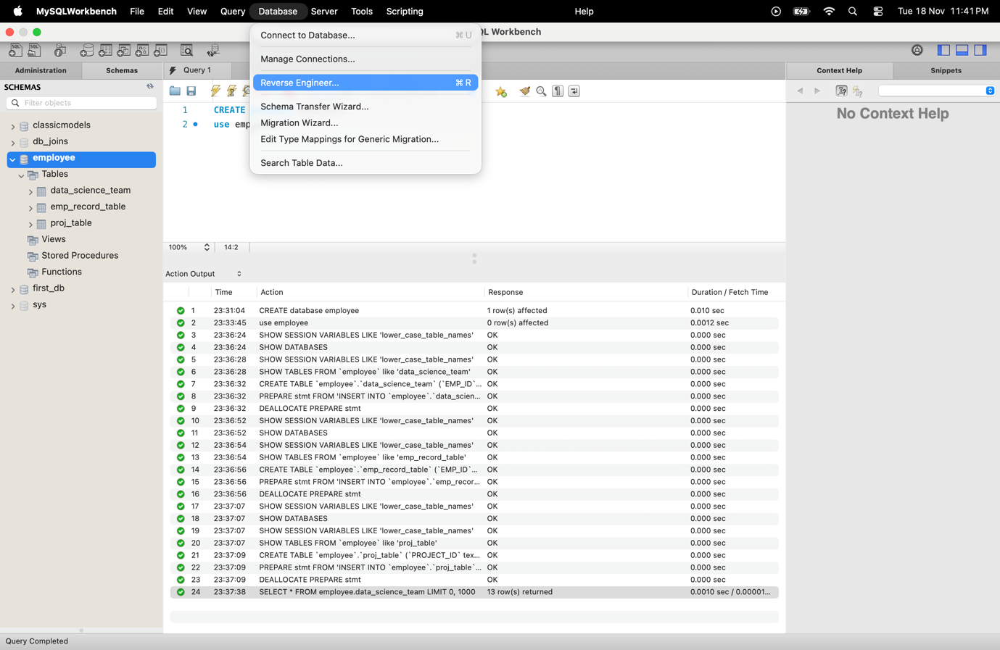 MySQLWorkbench File Edit View Query Database Server Tools Scripting Help Tue 18 Nov 11:41 PM
QL Workbench
Administration Schemas Query 1 Context Help Snippets
SCHEMAS
Filter objects
classicmodels
db_joins
employee
Tables
data_science_team
emp_record_table
proj_table
Views
Stored Procedures
Functions
first_db
sys
Connect to Database... ⌘ U
Manage Connections...
Reverse Engineer... ⌘ R
Schema Transfer Wizard...
Migration Wizard...
Edit Type Mappings for Generic Migration...
Search Table Data...
1 CREATE
2 use emp
No Context Help
100% 14:2
Action Output
Time Action Response Duration / Fetch Time
1 23:31:04 CREATE database employee 1 row(s) affected 0.010 sec
2 23:33:45 use employee 0 row(s) affected 0.0012 sec
3 23:36:24 SHOW SESSION VARIABLES LIKE 'lower_case_table_names' OK 0.000 sec
4 23:36:24 SHOW DATABASES OK 0.000 sec
5 23:36:28 SHOW SESSION VARIABLES LIKE 'lower_case_table_names' OK 0.000 sec
6 23:36:28 SHOW TABLES FROM `employee` like 'data_science_team' OK 0.000 sec
7 23:36:32 CREATE TABLE `employee`.`data_science_team` (`EMP_ID`... OK 0.000 sec
8 23:36:32 PREPARE stmt FROM 'INSERT INTO `employee`.`data_scien... OK 0.000 sec
9 23:36:32 DEALLOCATE PREPARE stmt OK 0.000 sec
10 23:36:52 SHOW SESSION VARIABLES LIKE 'lower_case_table_names' OK 0.000 sec
11 23:36:52 SHOW DATABASES OK 0.000 sec
12 23:36:54 SHOW SESSION VARIABLES LIKE 'lower_case_table_names' OK 0.000 sec
13 23:36:54 SHOW TABLES FROM `employee` like 'emp_record_table' OK 0.000 sec
14 23:36:56 CREATE TABLE `employee`.`emp_record_table` (`EMP_ID`... OK 0.000 sec
15 23:36:56 PREPARE stmt FROM 'INSERT INTO `employee`.`emp_recor... OK 0.000 sec
16 23:36:56 DEALLOCATE PREPARE stmt OK 0.000 sec
17 23:37:07 SHOW SESSION VARIABLES LIKE 'lower_case_table_names' OK 0.000 sec
18 23:37:07 SHOW DATABASES OK 0.000 sec
19 23:37:07 SHOW SESSION VARIABLES LIKE 'lower_case_table_names' OK 0.000 sec
20 23:37:07 SHOW TABLES FROM `employee` like 'proj_table' OK 0.000 sec
21 23:37:09 CREATE TABLE `employee`.`proj_table` (`PROJECT_ID` tex... OK 0.000 sec
22 23:37:09 PREPARE stmt FROM 'INSERT INTO `employee`.`proj_table`... OK 0.000 sec
23 23:37:09 DEALLOCATE PREPARE stmt OK 0.000 sec
24 23:37:38 SELECT * FROM employee.data_science_team LIMIT 0, 1000 13 row(s) returned 0.0010 sec / 0.00001...
Query Completed